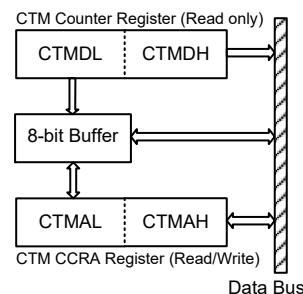 CTM Counter Register (Read only)
CTMDL CTMDH
8-bit Buffer
CTMAL CTMAH
CTM CCRA Register (Read/Write)
Data Bus